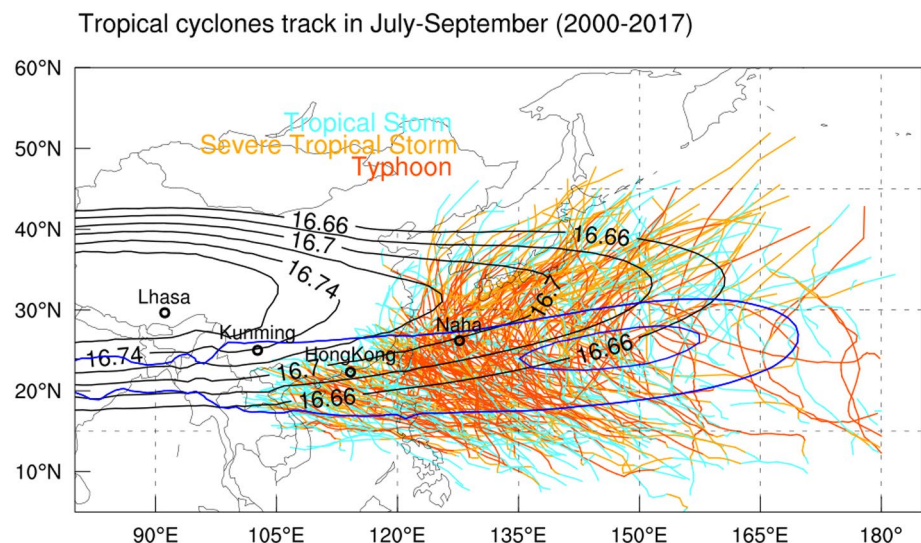 Tropical cyclones track in July-September (2000-2017)
60°N
Tropical Storm
50°N
Severe Tropical Storm
Typhoon
40°N
16.66
16.66
16.7
16.74
16.7
30°N
Lhasa
Kunming
Naha
HongKong
16.74
16.7
16.66
20°N
16.66
10°N
90°E
105°E
120°E
135°E
150°E
165°E
180°